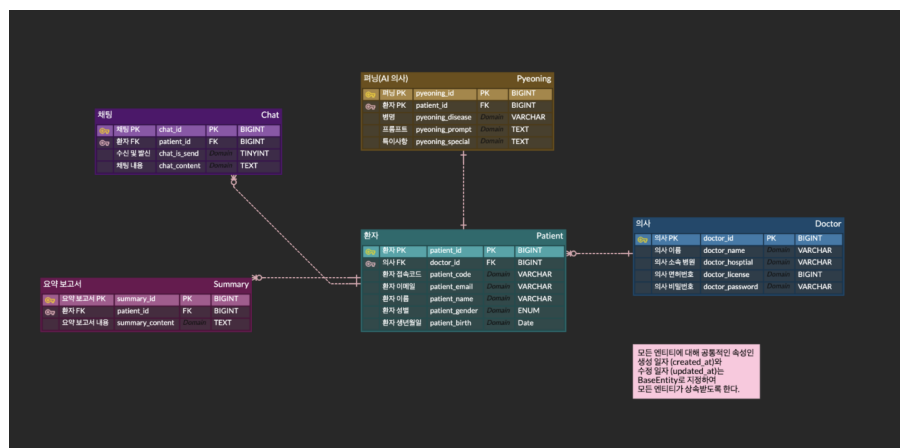 퍼닝(AI 의사) Pyeoning
퍼닝 PK pyeoning_id PK BIGINT
환자 PK patient_id FK BIGINT
병명 pyeoning_disease Domain VARCHAR
프롬프트 pyeoning_prompt Domain TEXT
특이사항 pyeoning_special Domain TEXT
채팅 Chat
채팅 PK chat_id PK BIGINT
환자 FK patient_id FK BIGINT
수신 및 발신 chat_is_send Domain TINYINT
채팅 내용 chat_content Domain TEXT
환자 Patient
환자 PK patient_id PK BIGINT
의사 FK doctor_id FK BIGINT
환자 접속코드 patient_code Domain VARCHAR
환자 이메일 patient_email Domain VARCHAR
환자 이름 patient_name Domain VARCHAR
환자 성별 patient_gender Domain ENUM
환자 생년월일 patient_birth Domain Date
의사 Doctor
의사 PK doctor_id PK BIGINT
의사 이름 doctor_name Domain VARCHAR
의사 소속 병원 doctor_hosptial Domain VARCHAR
의사 면허번호 doctor_license Domain BIGINT
의사 비밀번호 doctor_password Domain VARCHAR
요약 보고서 Summary
요약 보고서 PK summary_id PK BIGINT
환자 FK patient_id FK BIGINT
요약 보고서 내용 summary_content Domain TEXT
모든 엔티티에 대해 공통적인 속성인
생성 일자 (created_at)와
수정 일자 (updated_at)는
BaseEntity로 지정하여
모든 엔티티가 상속받도록 한다.